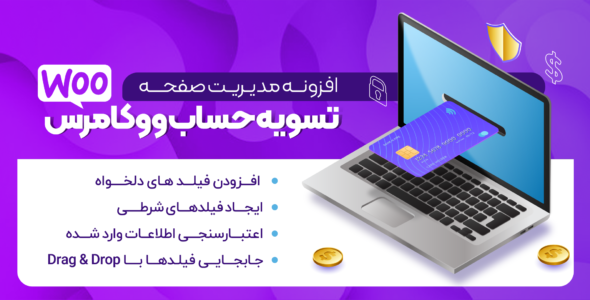 WOO
افزونه مدیریت صفحه
تسویه حساب ووکامرس
افزودن فیلد های دلخواه
ایجاد فیلدهای شرطی
اعتبارسنجی اطلاعات وارد شده
جابجایی فیلدها با Drag & Drop